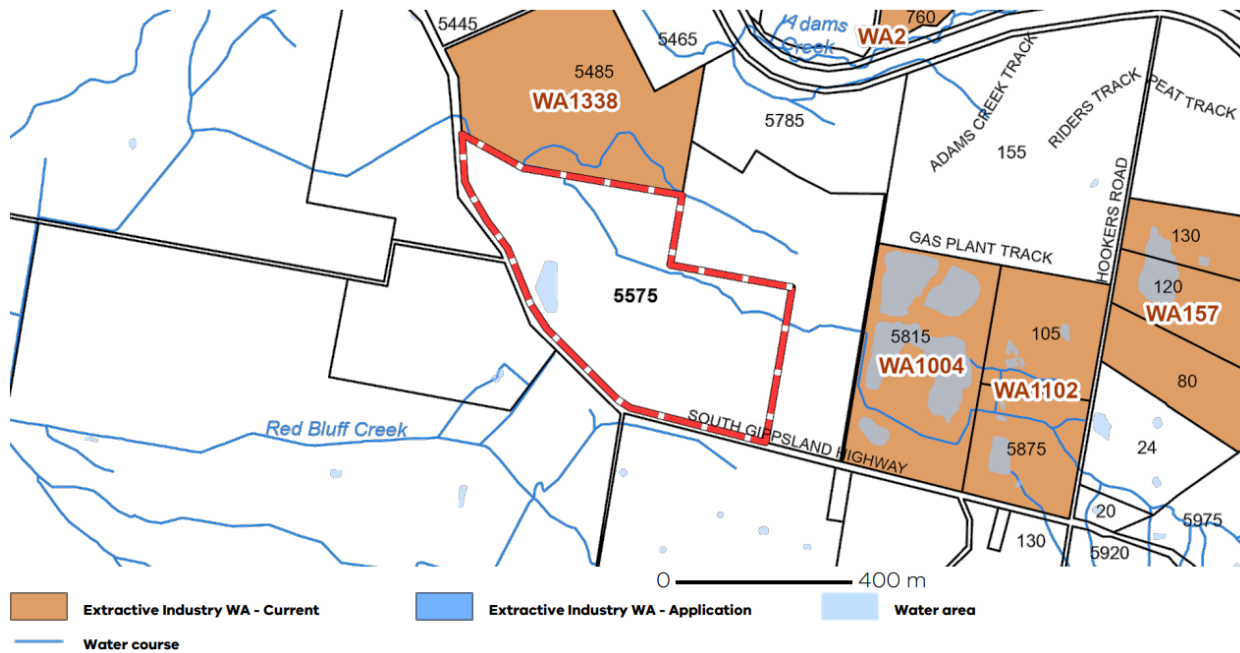 5445
5465
Adams
Creek
760
WA2
5485
WA1338
5785
ADAMS CREEK TRACK
RIDERS TRACK
PEAT TRACK
155
HOOKERS ROAD
GAS PLANT TRACK
130
120
WA157
5575
5815
WA1004
105
WA1102
80
SOUTH GIPPSLAND HIGHWAY
Red Bluff Creek
5875
24
20
5975
130
5920
0 400 m
Extractive Industry WA - Current
Extractive Industry WA - Application
Water area
Water course